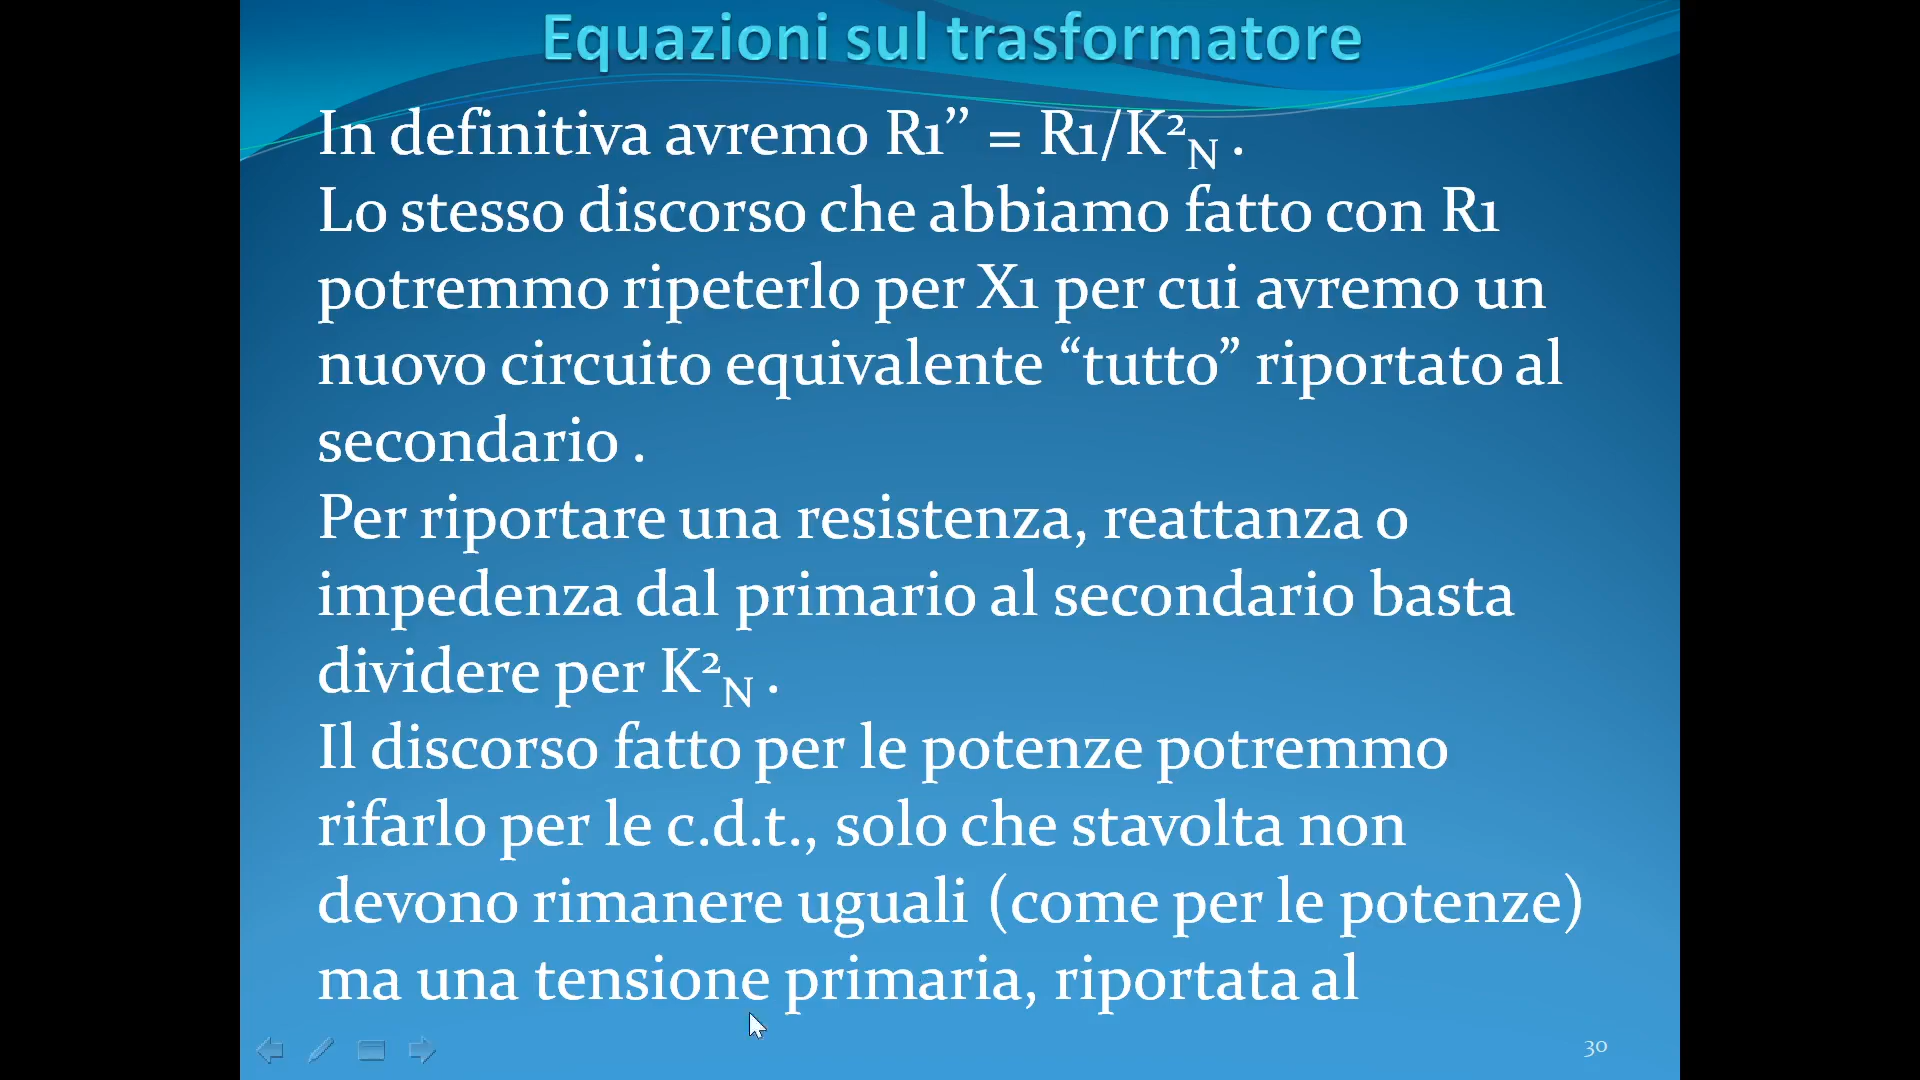 Equazioni sul trasformatore
In definitiva avremo R1’’ = R1/K²N .
Lo stesso discorso che abbiamo fatto con R1
potremmo ripeterlo per X1 per cui avremo un
nuovo circuito equivalente “tutto” riportato al
secondario .
Per riportare una resistenza, reattanza o
impedenza dal primario al secondario basta
dividere per K²N .
Il discorso fatto per le potenze potremmo
rifarlo per le c.d.t., solo che stavolta non
devono rimanere uguali (come per le potenze)
ma una tensione primaria, riportata al
30